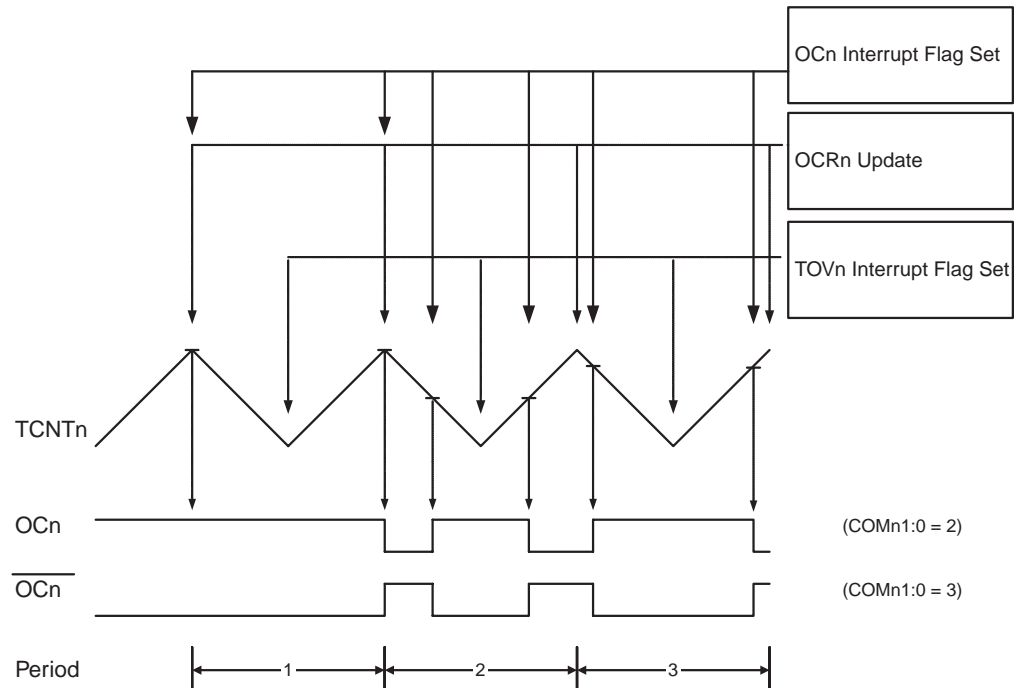 OCn Interrupt Flag Set
OCRn Update
TOVn Interrupt Flag Set
TCNTn
OCn
(COMn1:0 = 2)
OCn
(COMn1:0 = 3)
Period
1
2
3